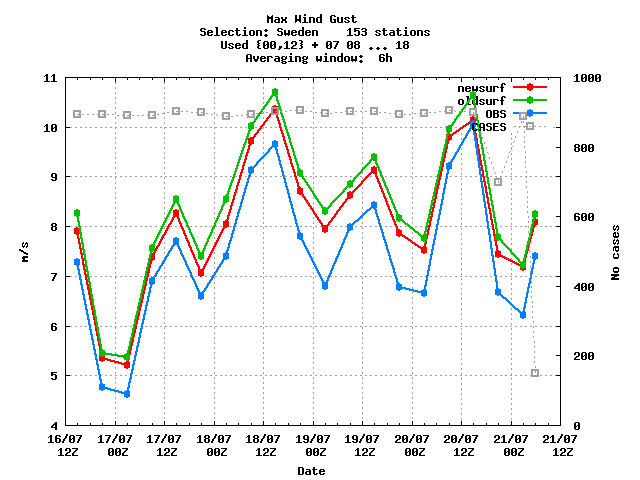 Max Wind Gust
Selection: Sweden    153 stations
Used {00,12} + 07 08 ... 18
Averaging window:  6h
newsurf
oldsurf
OBS
CASES
11
10
9
8
7
6
5
4
m/s
1000
800
600
400
200
0
No cases
16/07 17/07 17/07 18/07 18/07 19/07 19/07 20/07 20/07 21/07 21/07
12Z 00Z 12Z 00Z 12Z 00Z 12Z 00Z 12Z 00Z 12Z
Date